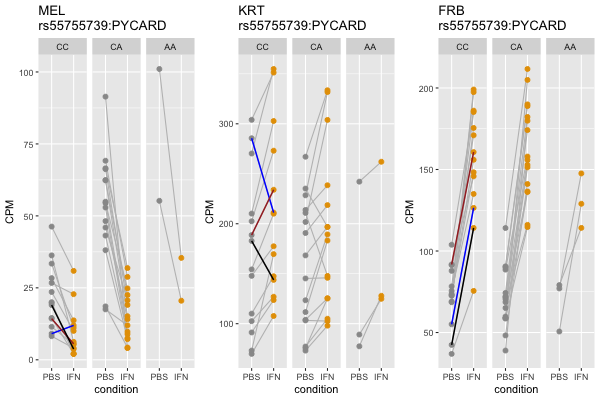 MEL
rs55755739:PYCARD
CC CA AA
100
75
50
25
0
CPM
PBS IFN PBS IFN PBS IFN
condition
KRT
rs55755739:PYCARD
CC CA AA
300
200
100
CPM
PBS IFN PBS IFN PBS IFN
condition
FRB
rs55755739:PYCARD
CC CA AA
200
150
100
50
CPM
PBS IFN PBS IFN PBS IFN
condition